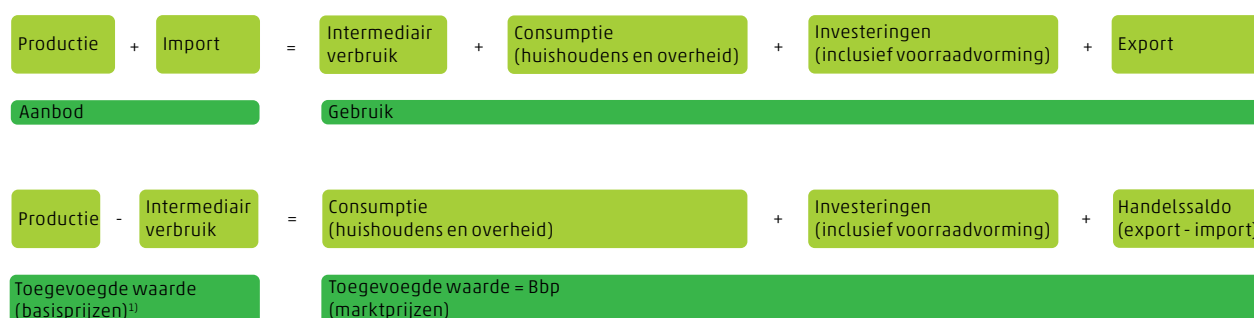 Productie + Import = Intermediair verbruik + Consumptie (huishoudens en overheid) + Investeringen (inclusief voorraadvorming) + Export
Aanbod Gebruik
Productie - Intermediair verbruik = Consumptie (huishoudens en overheid) + Investeringen (inclusief voorraadvorming) + Handelssaldo (export - import)
Toegevoegde waarde (basisprijzen)¹⁾ Toegevoegde waarde = Bbp (marktprijzen)